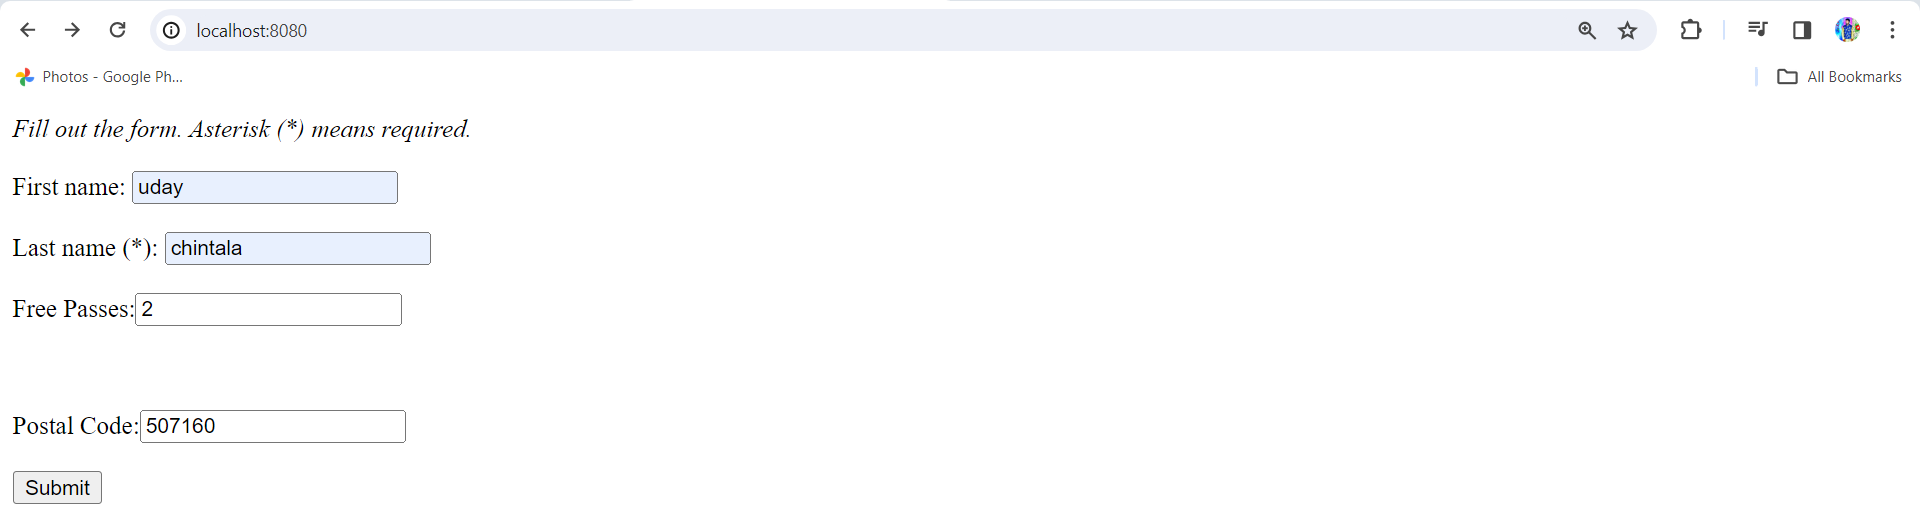 localhost:8080
Photos - Google Ph...
All Bookmarks
Fill out the form. Asterisk (*) means required.
First name: uday
Last name (*): chintala
Free Passes: 2
Postal Code: 507160
Submit